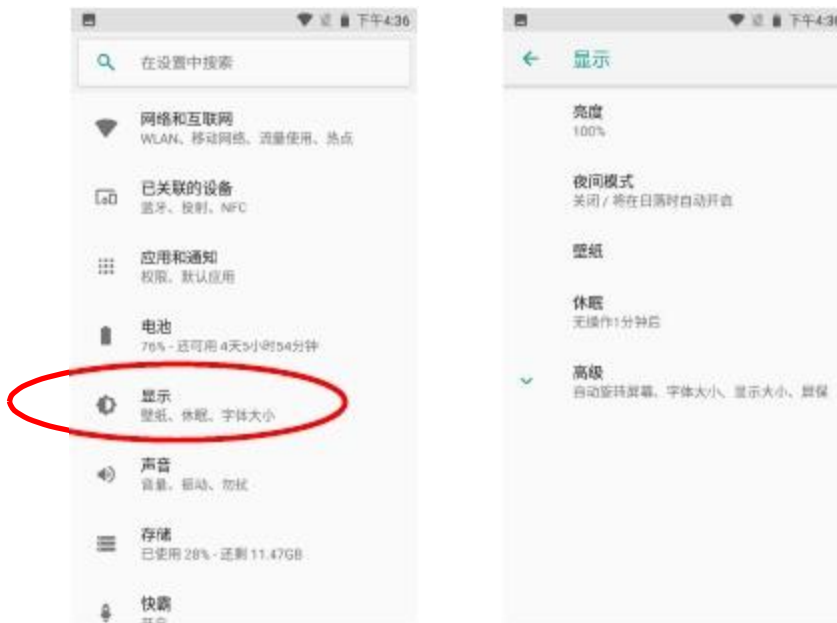 下午4:36
在设置中搜索
网络和互联网
WLAN、移动网络、流量使用、热点
已关联的设备
蓝牙、投射、NFC
应用和通知
权限、默认应用
电池
76% - 还可用 4天5小时54分钟
显示
壁纸、休眠、字体大小
声音
音量、振动、勿扰
存储
已使用 28% - 还剩 11.47GB
快霸
下午4:36
显示
亮度
100%
夜间模式
关闭 / 将在日落时自动开启
壁纸
休眠
无操作1分钟后
高级
自动旋转屏幕、字体大小、显示大小、屏保